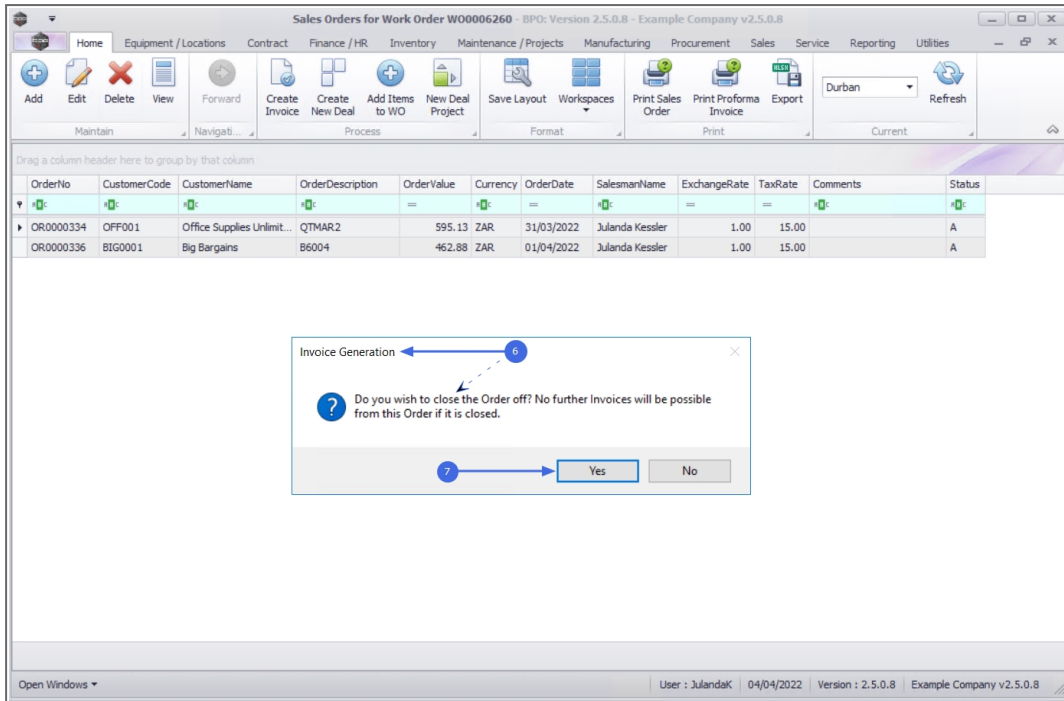 Sales Orders for Work Order WO0006260 - BPO: Version 2.5.0.8 - Example Company v2.5.0.8
Home Equipment / Locations Contract Finance / HR Inventory Maintenance / Projects Manufacturing Procurement Sales Service Reporting Utilities
Add Edit Delete View Forward Create Invoice Create New Deal Add Items to WO New Deal Project Save Layout Workspaces Print Sales Order Print Proforma Invoice Export Durban Refresh
Maintain Navigati... Process Format Print Current
Drag a column header here to group by that column
OrderNo CustomerCode CustomerName OrderDescription OrderValue Currency OrderDate SalesmanName ExchangeRate TaxRate Comments Status
OR0000334 OFF001 Office Supplies Unlimit... QTMAR2 595.13 ZAR 31/03/2022 Julanda Kessler 1.00 15.00 A
OR0000336 BIG0001 Big Bargains B6004 462.88 ZAR 01/04/2022 Julanda Kessler 1.00 15.00 A
Invoice Generation 6
Do you wish to close the Order off? No further Invoices will be possible
from this Order if it is closed.
7 Yes No
Open Windows User : JulandaK 04/04/2022 Version : 2.5.0.8 Example Company v2.5.0.8